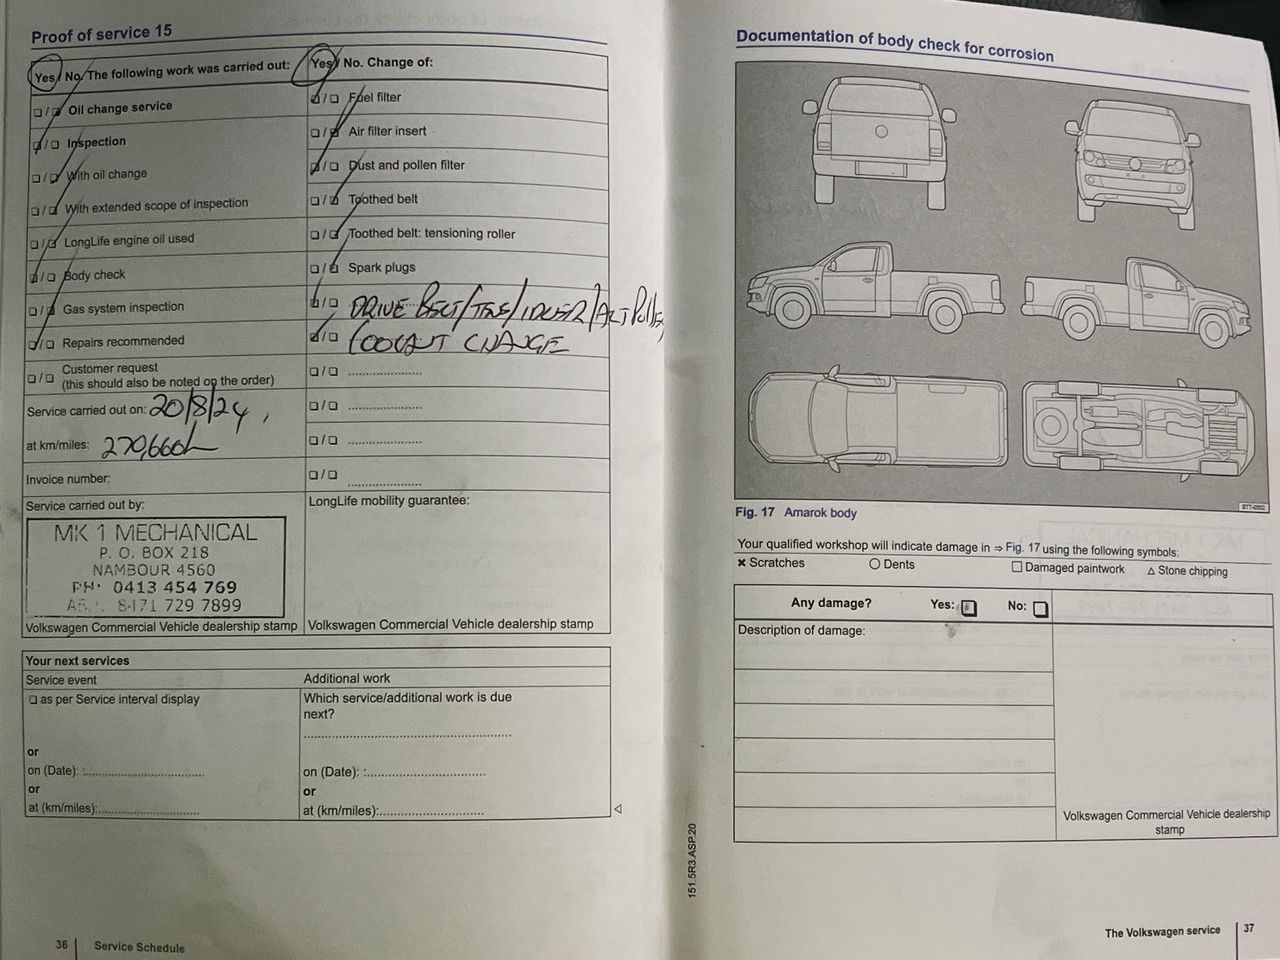 Proof of service 15
Yes / No. The following work was carried out:
Oil change service
Inspection
With oil change
With extended scope of inspection
LongLife engine oil used
Body check
Gas system inspection
Repairs recommended
Customer request
(this should also be noted on the order)
Service carried out on: 20/8/24,
at km/miles: 270,660
Invoice number:
Service carried out by:
MK 1 MECHANICAL
P. O. BOX 218
NAMBOUR 4560
PH: 0413 454 769
8471 729 7899
Volkswagen Commercial Vehicle dealership stamp
Yes / No. Change of:
Fuel filter
Air filter insert
Dust and pollen filter
Toothed belt
Toothed belt: tensioning roller
Spark plugs
DRIVE BELT/TENS/IDLER/ALT Pulley
COOLANT CHANGE
LongLife mobility guarantee:
Volkswagen Commercial Vehicle dealership stamp
Your next services
Service event
as per Service interval display
or
on (Date):
or
at (km/miles):
Additional work
Which service/additional work is due
next?
on (Date):
or
at (km/miles):
36 Service Schedule
151.5R3.ASP.20
Documentation of body check for corrosion
BTT-0902
Fig. 17 Amarok body
Your qualified workshop will indicate damage in ⇒ Fig. 17 using the following symbols:
× Scratches ○ Dents □ Damaged paintwork △ Stone chipping
Any damage? Yes: No:
Description of damage:
Volkswagen Commercial Vehicle dealership
stamp
The Volkswagen service 37